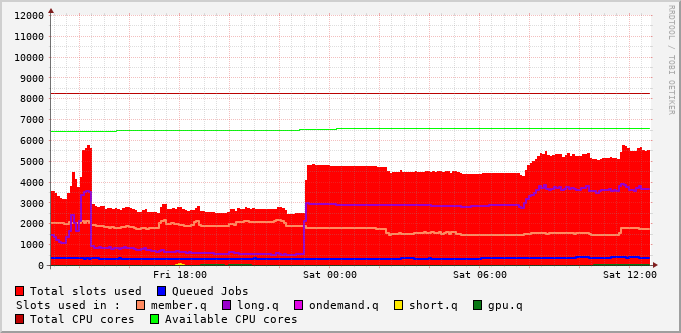 12000
11000
10000
9000
8000
7000
6000
5000
4000
3000
2000
1000
0
Fri 18:00 Sat 00:00 Sat 06:00 Sat 12:00
Total slots used Queued Jobs
Slots used in : member.q long.q ondemand.q short.q gpu.q
Total CPU cores Available CPU cores
RRDTOOL / TOBI OETIKER